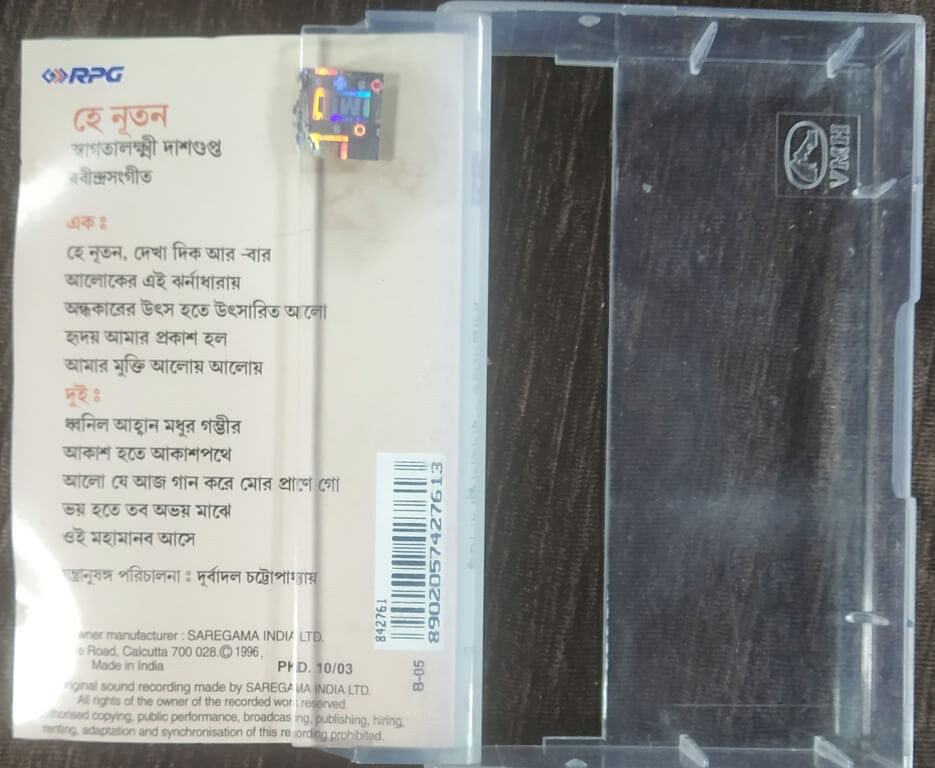 RPG
হে নূতন
স্বাগতালক্ষ্মী দাশগুপ্ত
রবীন্দ্রসংগীত
এক ঃ
হে নূতন, দেখা দিক আর -বার
আলোকের এই ঝর্নাধারায়
অন্ধকারের উৎস হতে উৎসারিত আলো
হৃদয় আমার প্রকাশ হল
আমার মুক্তি আলোয় আলোয়
দুই ঃ
ধ্বনিল আহ্বান মধুর গম্ভীর
আকাশ হতে আকাশপথে
আলো যে আজ গান করে মোর প্রাণে গো
ভয় হতে তব অভয় মাঝে
ওই মহামানব আসে
পরিচালনা ঃ দূর্বাদল চট্টোপাধ্যায়
manufacturer : SAREGAMA INDIA LTD.
Road, Calcutta 700 028.© 1996,
Made in India
PKD. 10/03
sound recording made by SAREGAMA INDIA LTD.
All rights of the owner of the recorded work reserved.
copying, public performance, broadcasting, publishing, hiring,
renting, adaptation and synchronisation of this recording prohibited.
842761
8902057427613
B-05
HMV